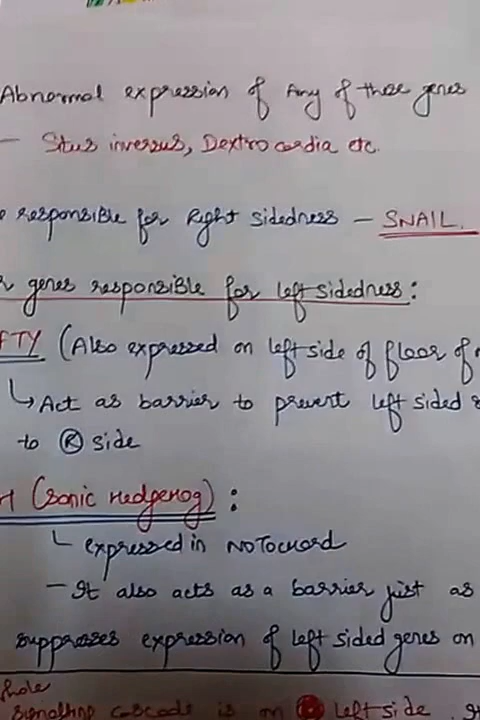 Abnormal expression of Any of these genes
— Situs inversus, Dextrocardia etc.
responsible for Right sidedness — SNAIL.
genes responsible for left sidedness:
FTY (Also expressed on left side of floor of
↳ Act as barrier to prevent left sided
to Ⓡ side
(Sonic Hedgehog):
expressed in NOTOCHORD
— It also acts as a barrier just as
suppresses expression of left sided genes on
whole
signalling cascade is on left side